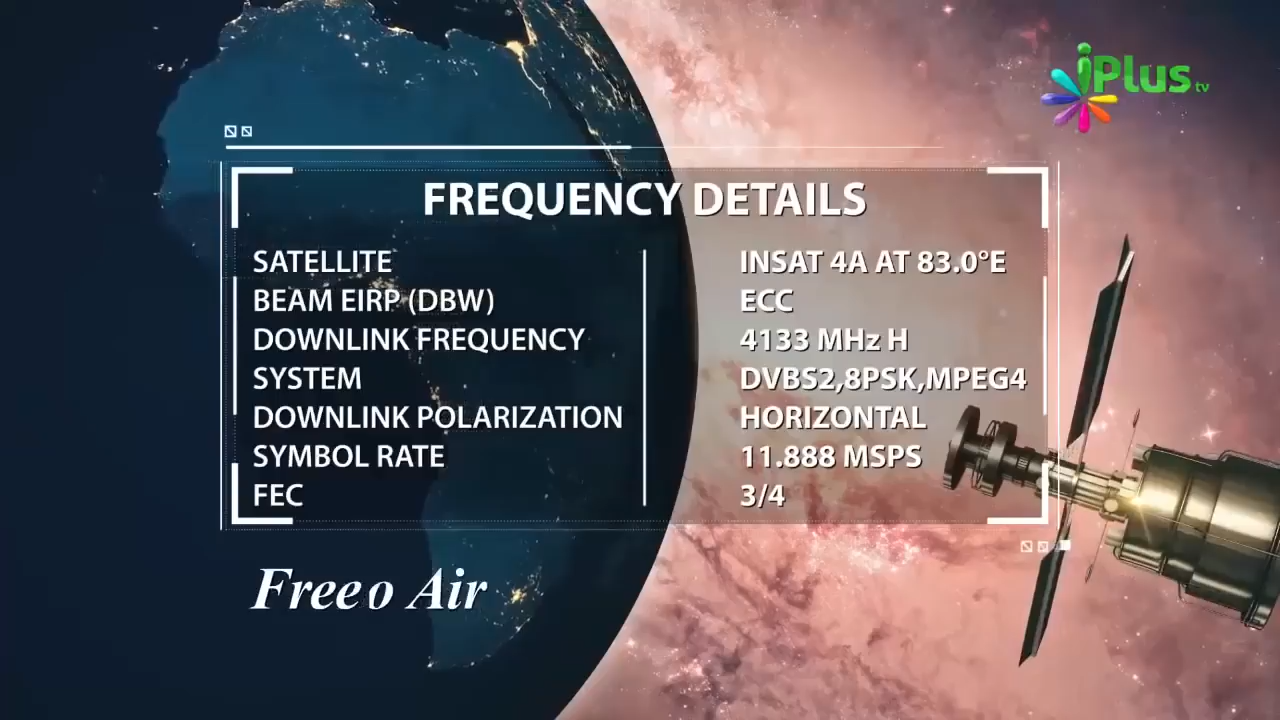 iPlus tv
FREQUENCY DETAILS
SATELLITE INSAT 4A AT 83.0°E
BEAM EIRP (DBW) ECC
DOWNLINK FREQUENCY 4133 MHz H
SYSTEM DVBS2,8PSK,MPEG4
DOWNLINK POLARIZATION HORIZONTAL
SYMBOL RATE 11.888 MSPS
FEC 3/4
Free o Air